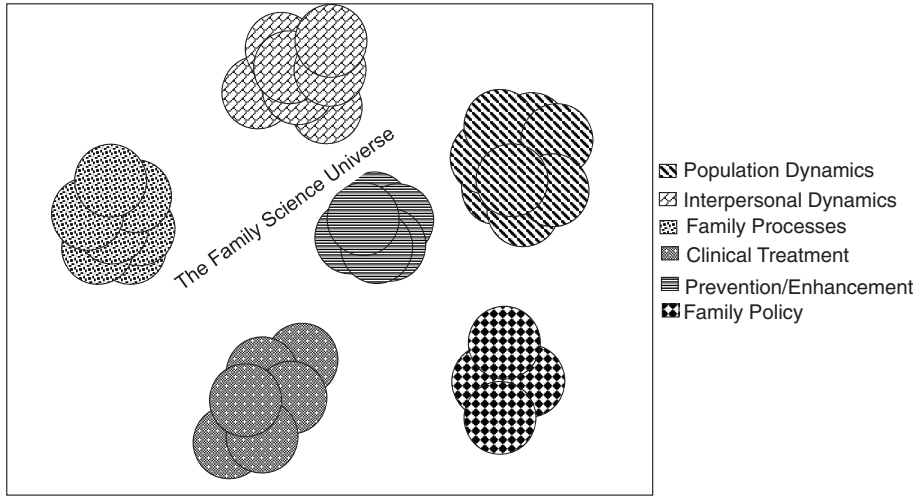 The Family Science Universe
Population Dynamics
Interpersonal Dynamics
Family Processes
Clinical Treatment
Prevention/Enhancement
Family Policy